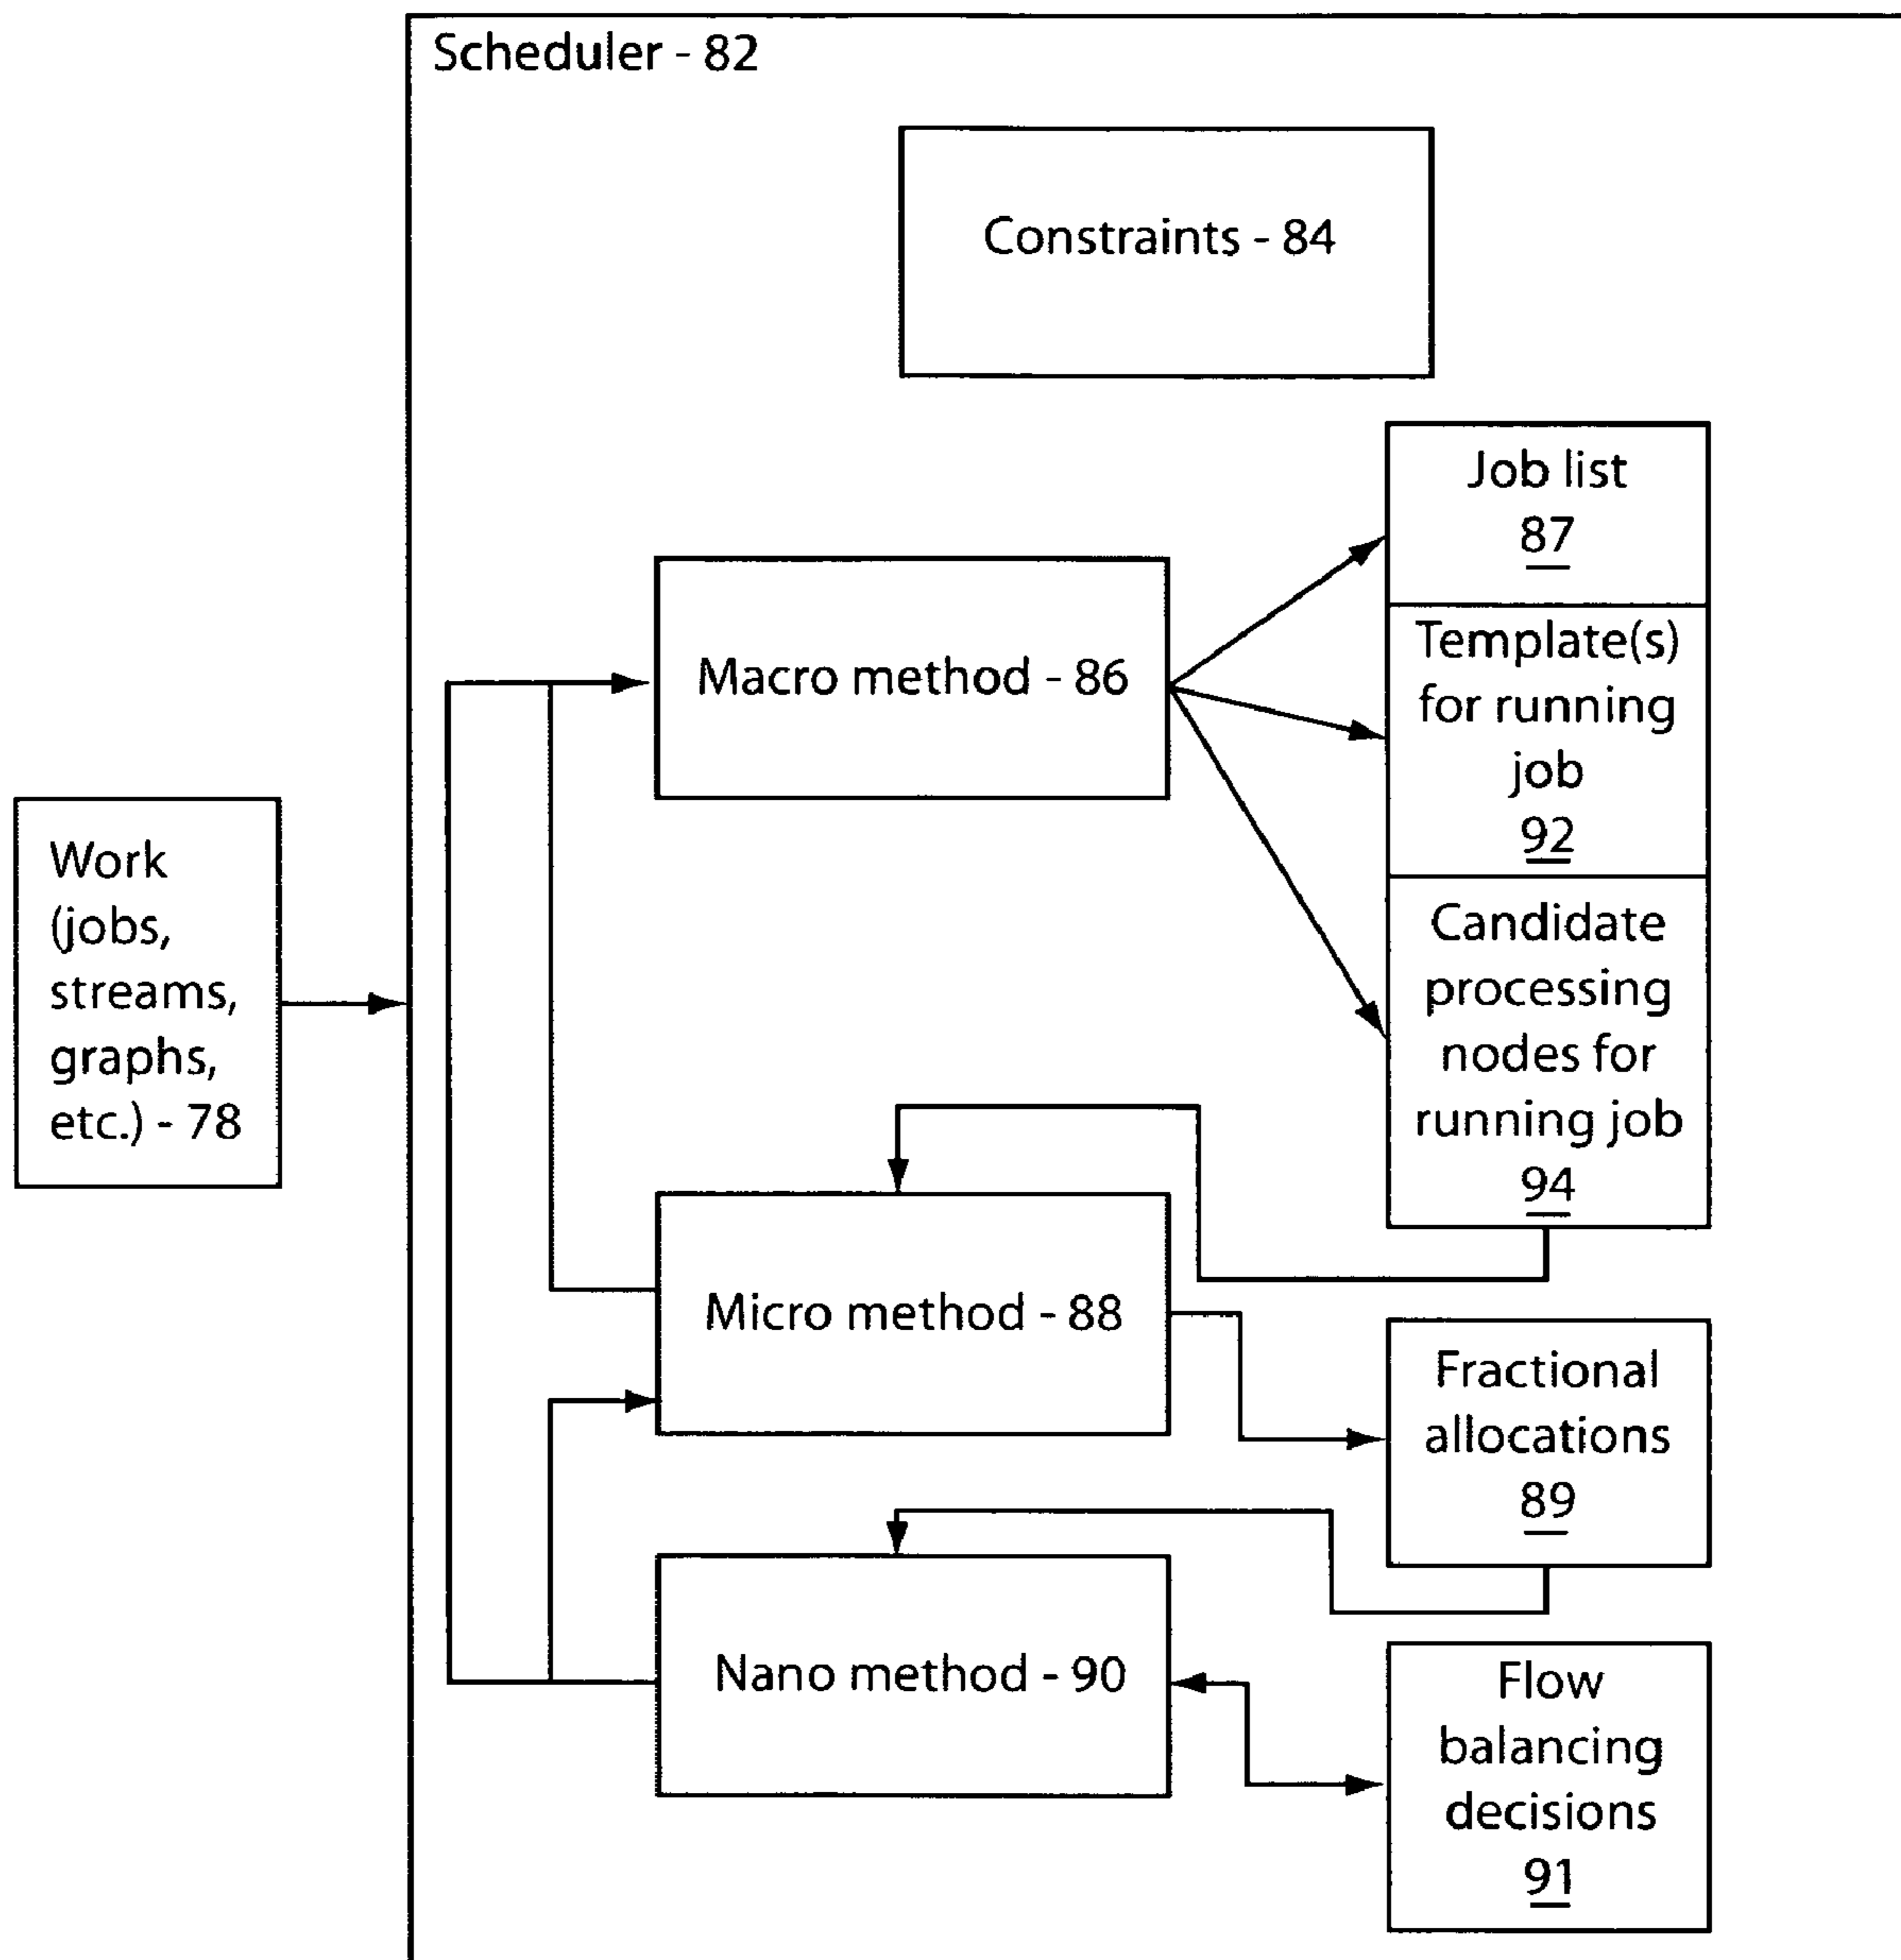 Scheduler - 82
Constraints - 84
Job list
87
Macro method - 86
Template(s)
for running
job
92
Work
(jobs,
streams,
graphs,
etc.) - 78
Candidate
processing
nodes for
running job
94
Micro method - 88
Fractional
allocations
89
Nano method - 90
Flow
balancing
decisions
91